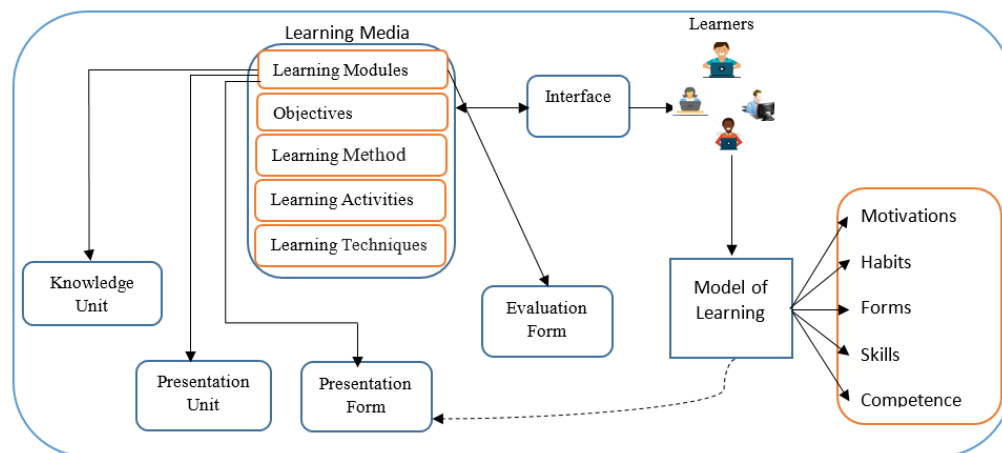 Learning Media
Learning Modules
Objectives
Learning Method
Learning Activities
Learning Techniques
Interface
Learners
Knowledge
Unit
Presentation
Unit
Presentation
Form
Evaluation
Form
Model of
Learning
Motivations
Habits
Forms
Skills
Competence